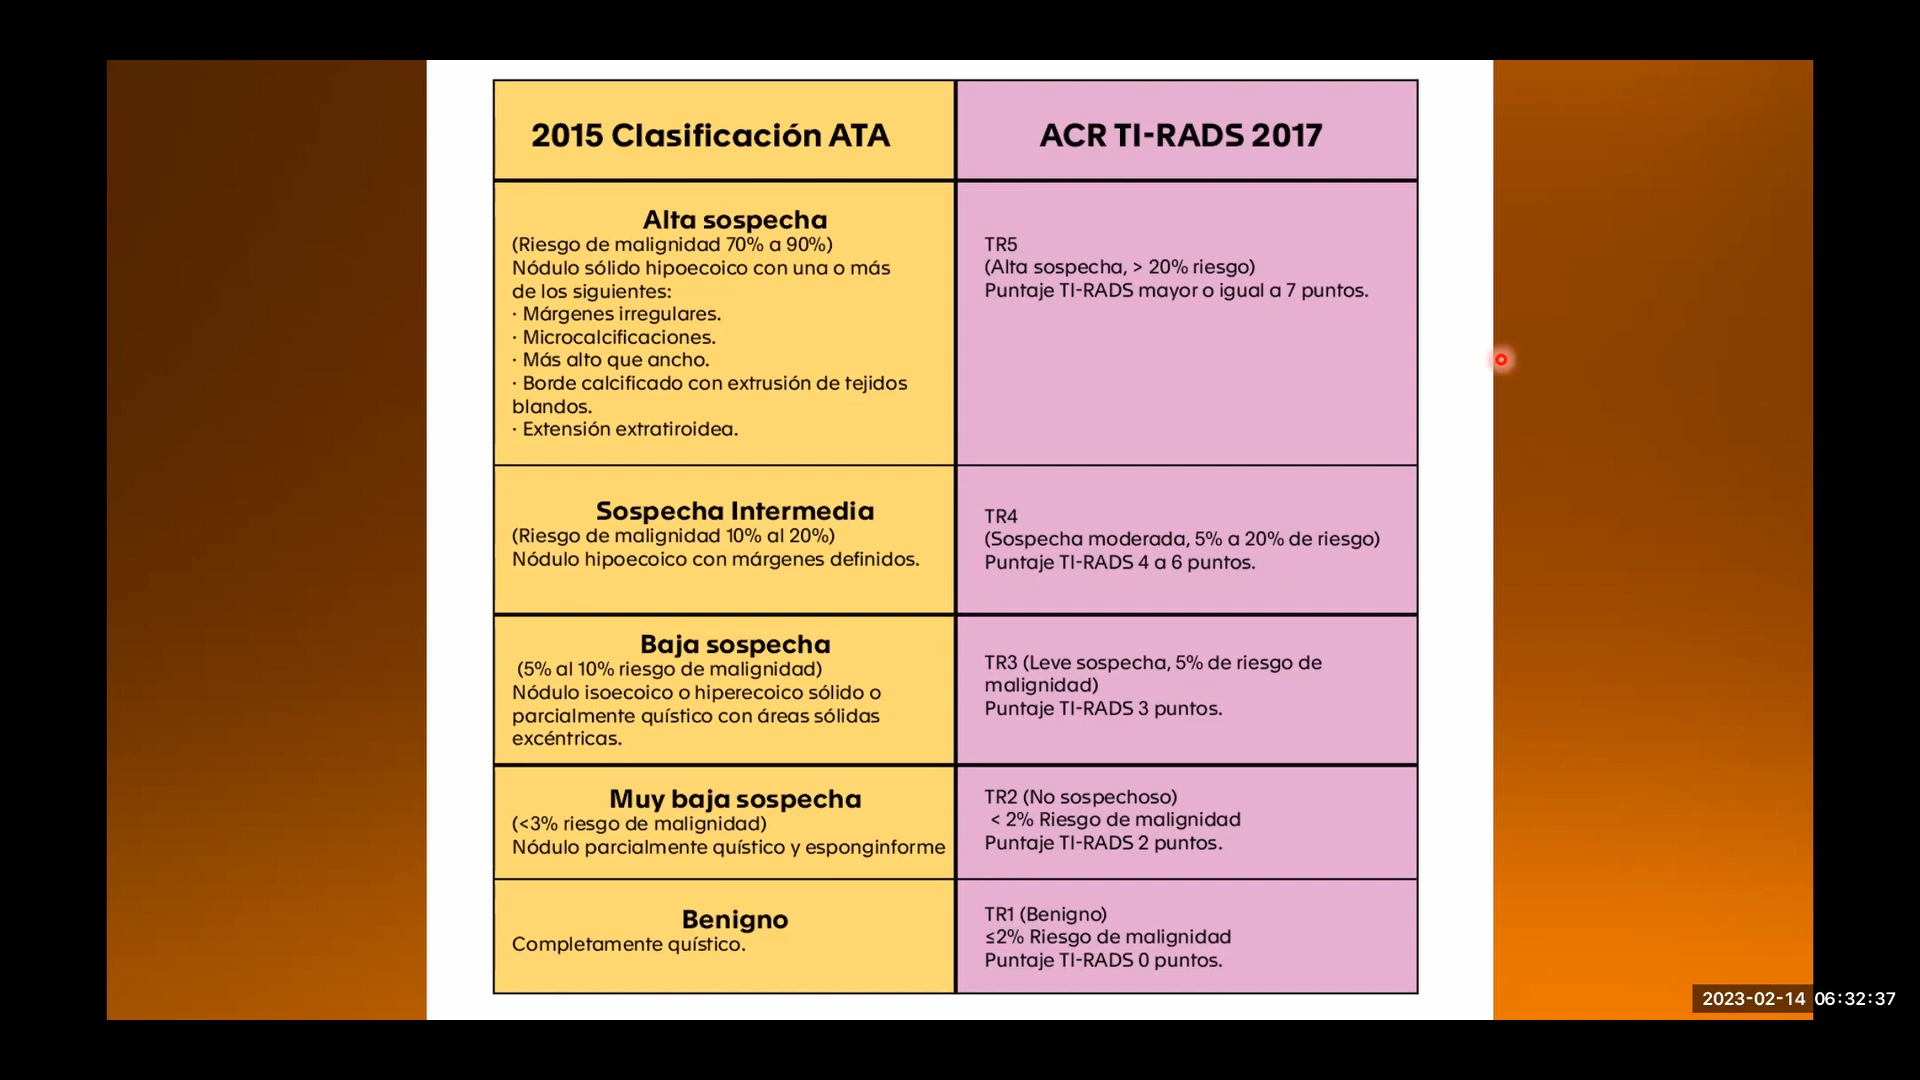 2015 Clasificación ATA
ACR TI-RADS 2017
Alta sospecha
(Riesgo de malignidad 70% a 90%)
Nódulo sólido hipoecoico con una o más
de los siguientes:
· Márgenes irregulares.
· Microcalcificaciones.
· Más alto que ancho.
· Borde calcificado con extrusión de tejidos
blandos.
· Extensión extratiroidea.
TR5
(Alta sospecha, > 20% riesgo)
Puntaje TI-RADS mayor o igual a 7 puntos.
Sospecha Intermedia
(Riesgo de malignidad 10% al 20%)
Nódulo hipoecoico con márgenes definidos.
TR4
(Sospecha moderada, 5% a 20% de riesgo)
Puntaje TI-RADS 4 a 6 puntos.
Baja sospecha
(5% al 10% riesgo de malignidad)
Nódulo isoecoico o hiperecoico sólido o
parcialmente quístico con áreas sólidas
excéntricas.
TR3 (Leve sospecha, 5% de riesgo de
malignidad)
Puntaje TI-RADS 3 puntos.
Muy baja sospecha
(<3% riesgo de malignidad)
Nódulo parcialmente quístico y esponginforme
TR2 (No sospechoso)
< 2% Riesgo de malignidad
Puntaje TI-RADS 2 puntos.
Benigno
Completamente quístico.
TR1 (Benigno)
≤2% Riesgo de malignidad
Puntaje TI-RADS 0 puntos.
2023-02-14 06:32:37